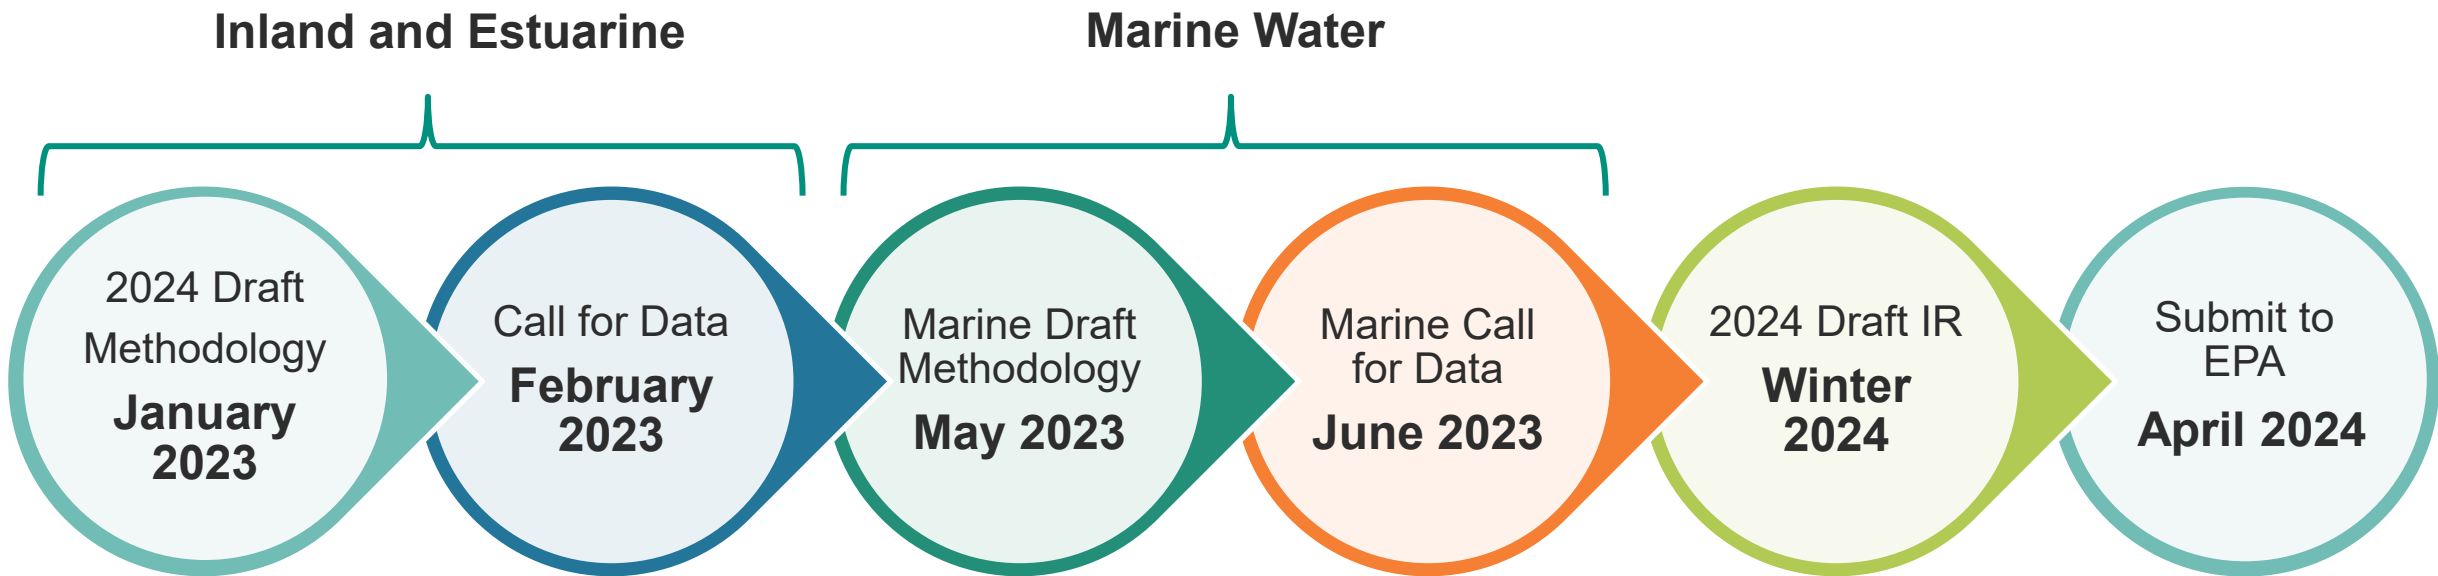 Inland and Estuarine
Marine Water
2024 Draft
Methodology
January
2023
Call for Data
February
2023
Marine Draft
Methodology
May 2023
Marine Call
for Data
June 2023
2024 Draft IR
Winter
2024
Submit to
EPA
April 2024